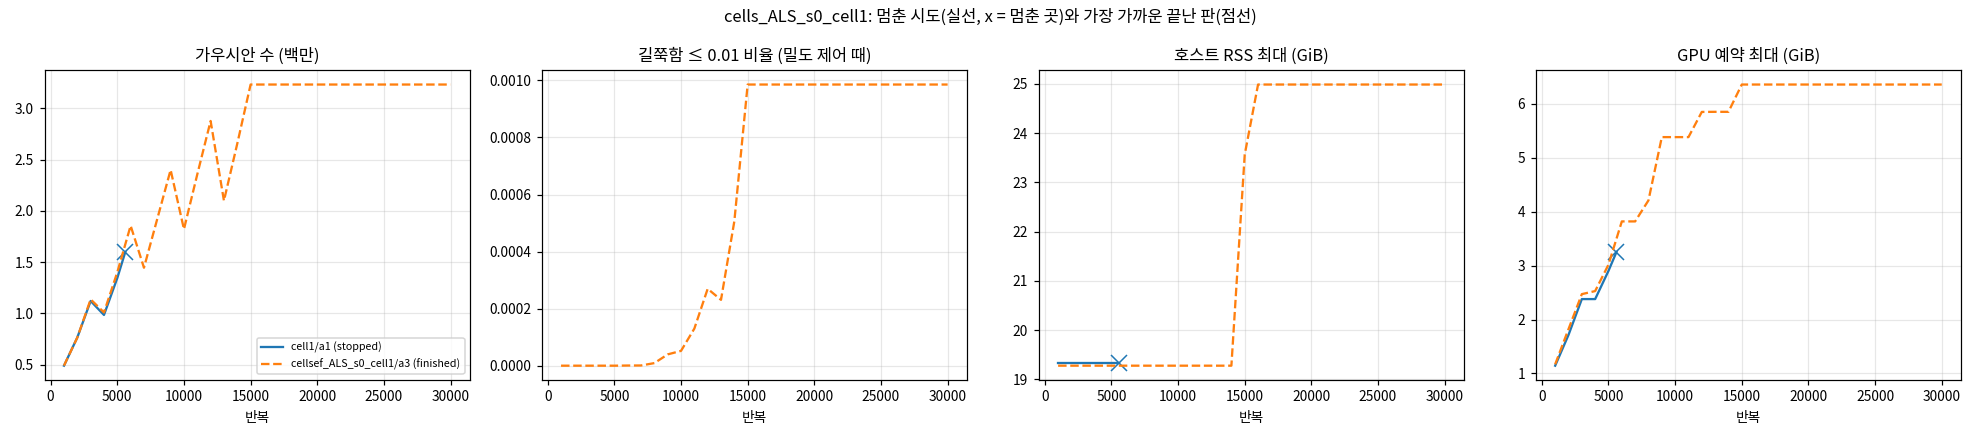 cells_ALS_s0_cell1: 멈춘 시도(실선, x = 멈춘 곳)와 가장 가까운 끝난 판(점선)
가우시안 수 (백만)
3.0
2.5
2.0
1.5
1.0
0.5
0 5000 10000 15000 20000 25000 30000
반복
cell1/a1 (stopped)
cellsef_ALS_s0_cell1/a3 (finished)
길쭉함 ≤ 0.01 비율 (밀도 제어 때)
0.0010
0.0008
0.0006
0.0004
0.0002
0.0000
0 5000 10000 15000 20000 25000 30000
반복
호스트 RSS 최대 (GiB)
25
24
23
22
21
20
19
0 5000 10000 15000 20000 25000 30000
반복
GPU 예약 최대 (GiB)
6
5
4
3
2
1
0 5000 10000 15000 20000 25000 30000
반복